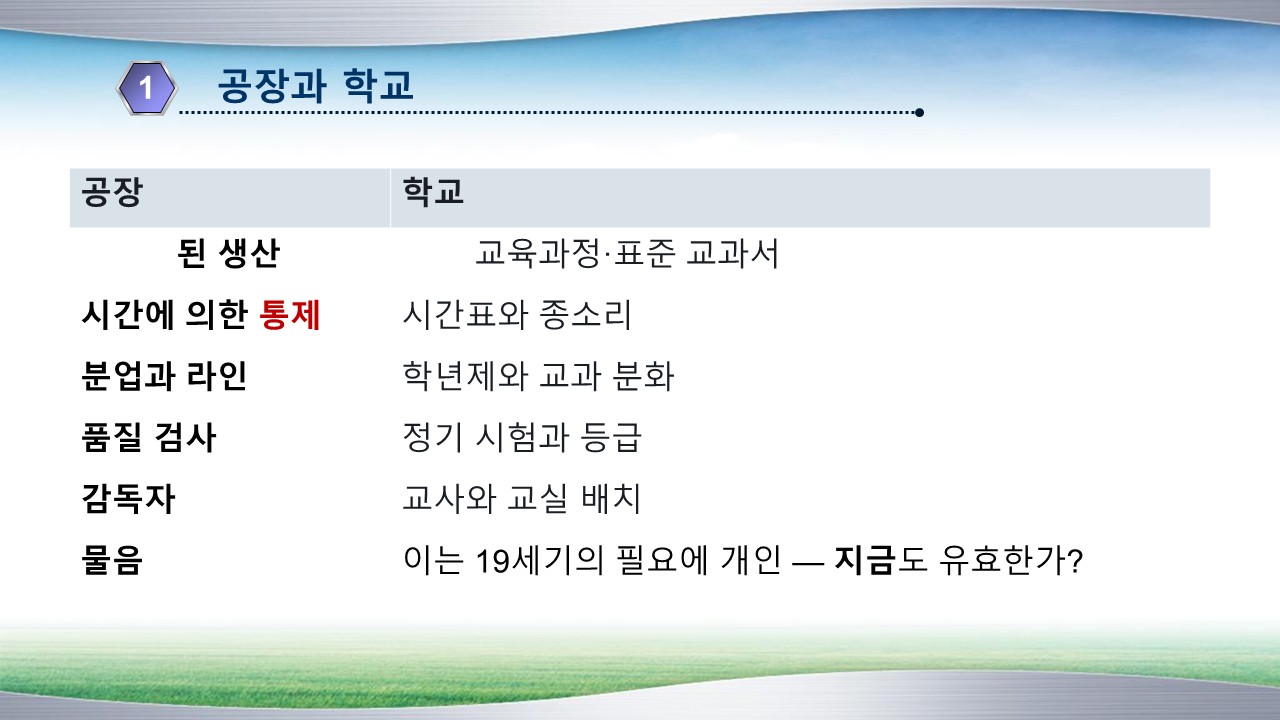 1 공장과 학교
공장 학교
된 생산 교육과정·표준 교과서
시간에 의한 통제 시간표와 종소리
분업과 라인 학년제와 교과 분화
품질 검사 정기 시험과 등급
감독자 교사와 교실 배치
물음 이는 19세기의 필요에 개인 — 지금도 유효한가?